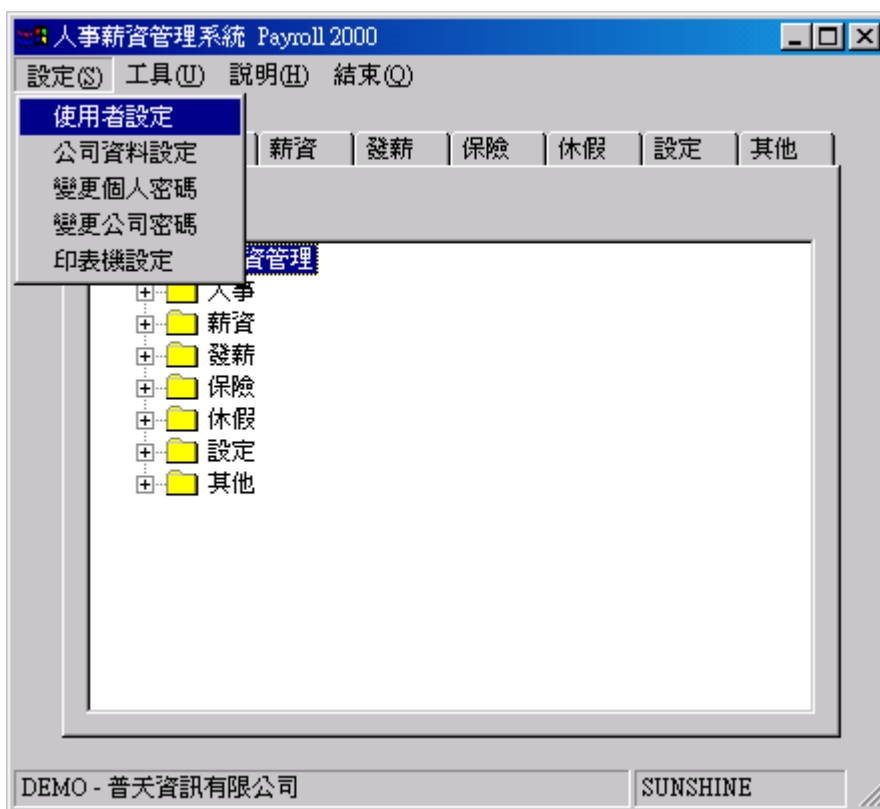 人事薪資管理系統 Payroll 2000
設定(S) 工具(U) 說明(H) 結束(Q)
使用者設定
公司資料設定
變更個人密碼
變更公司密碼
印表機設定
薪資 發薪 保險 休假 設定 其他
資管理
人事
薪資
發薪
保險
休假
設定
其他
DEMO - 普天資訊有限公司 SUNSHINE